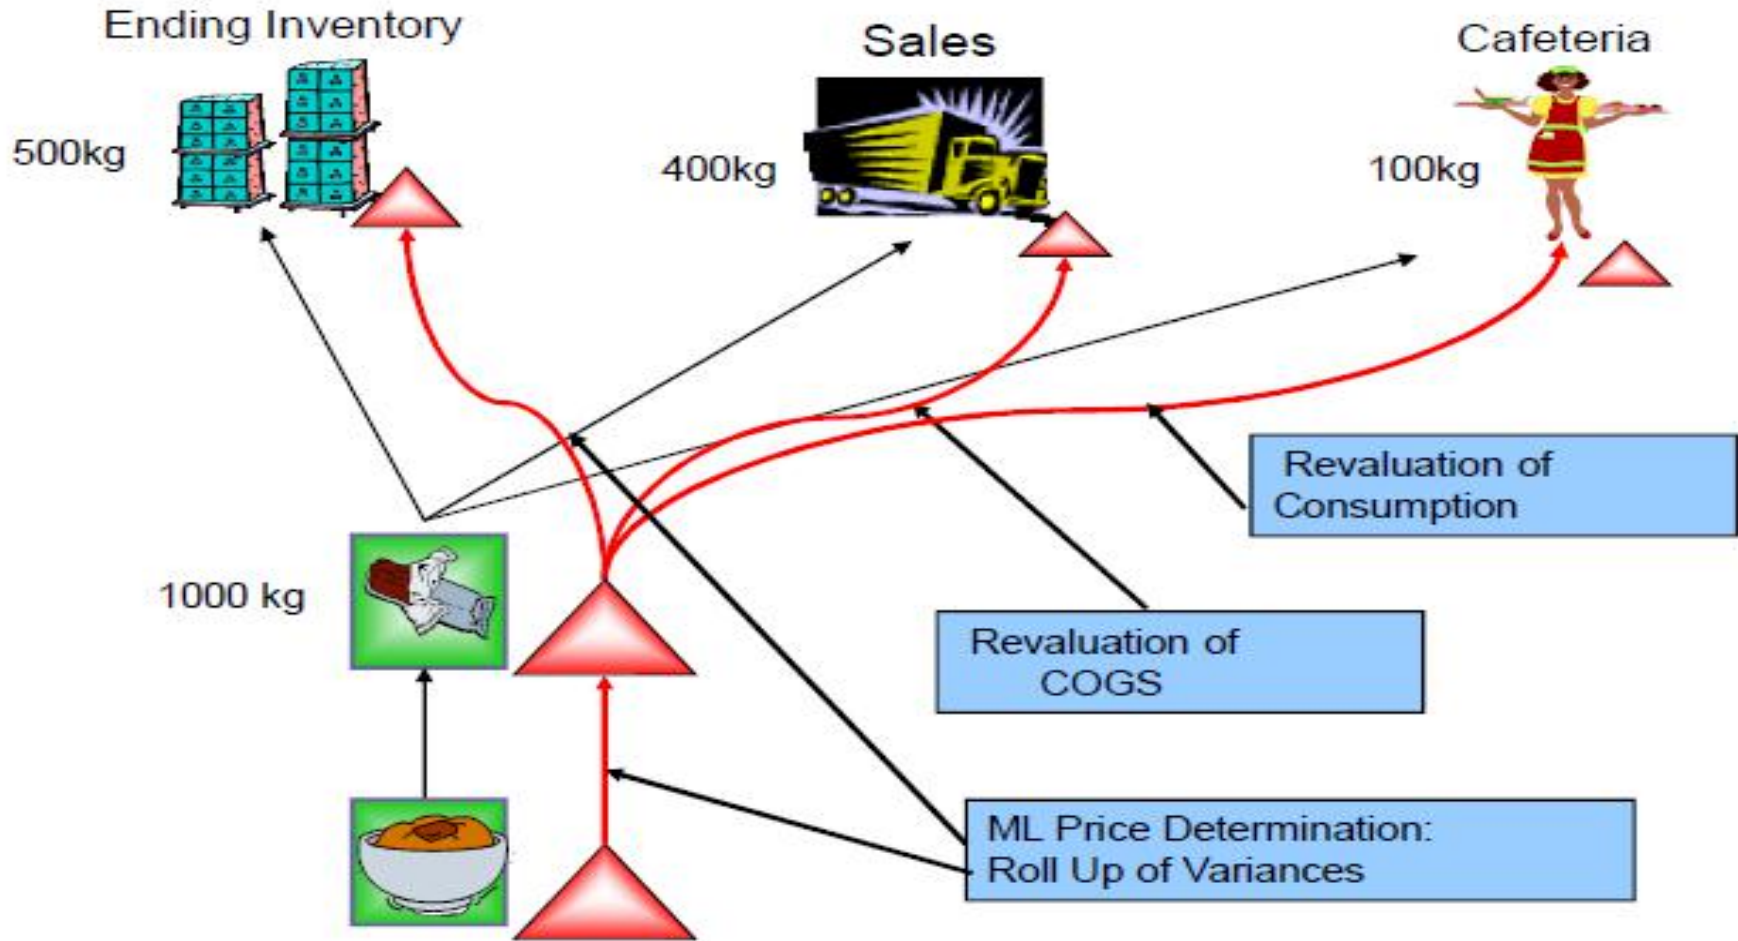 Ending Inventory
Sales
Cafeteria
500kg
400kg
100kg
Revaluation of
Consumption
1000 kg
Revaluation of
COGS
ML Price Determination:
Roll Up of Variances